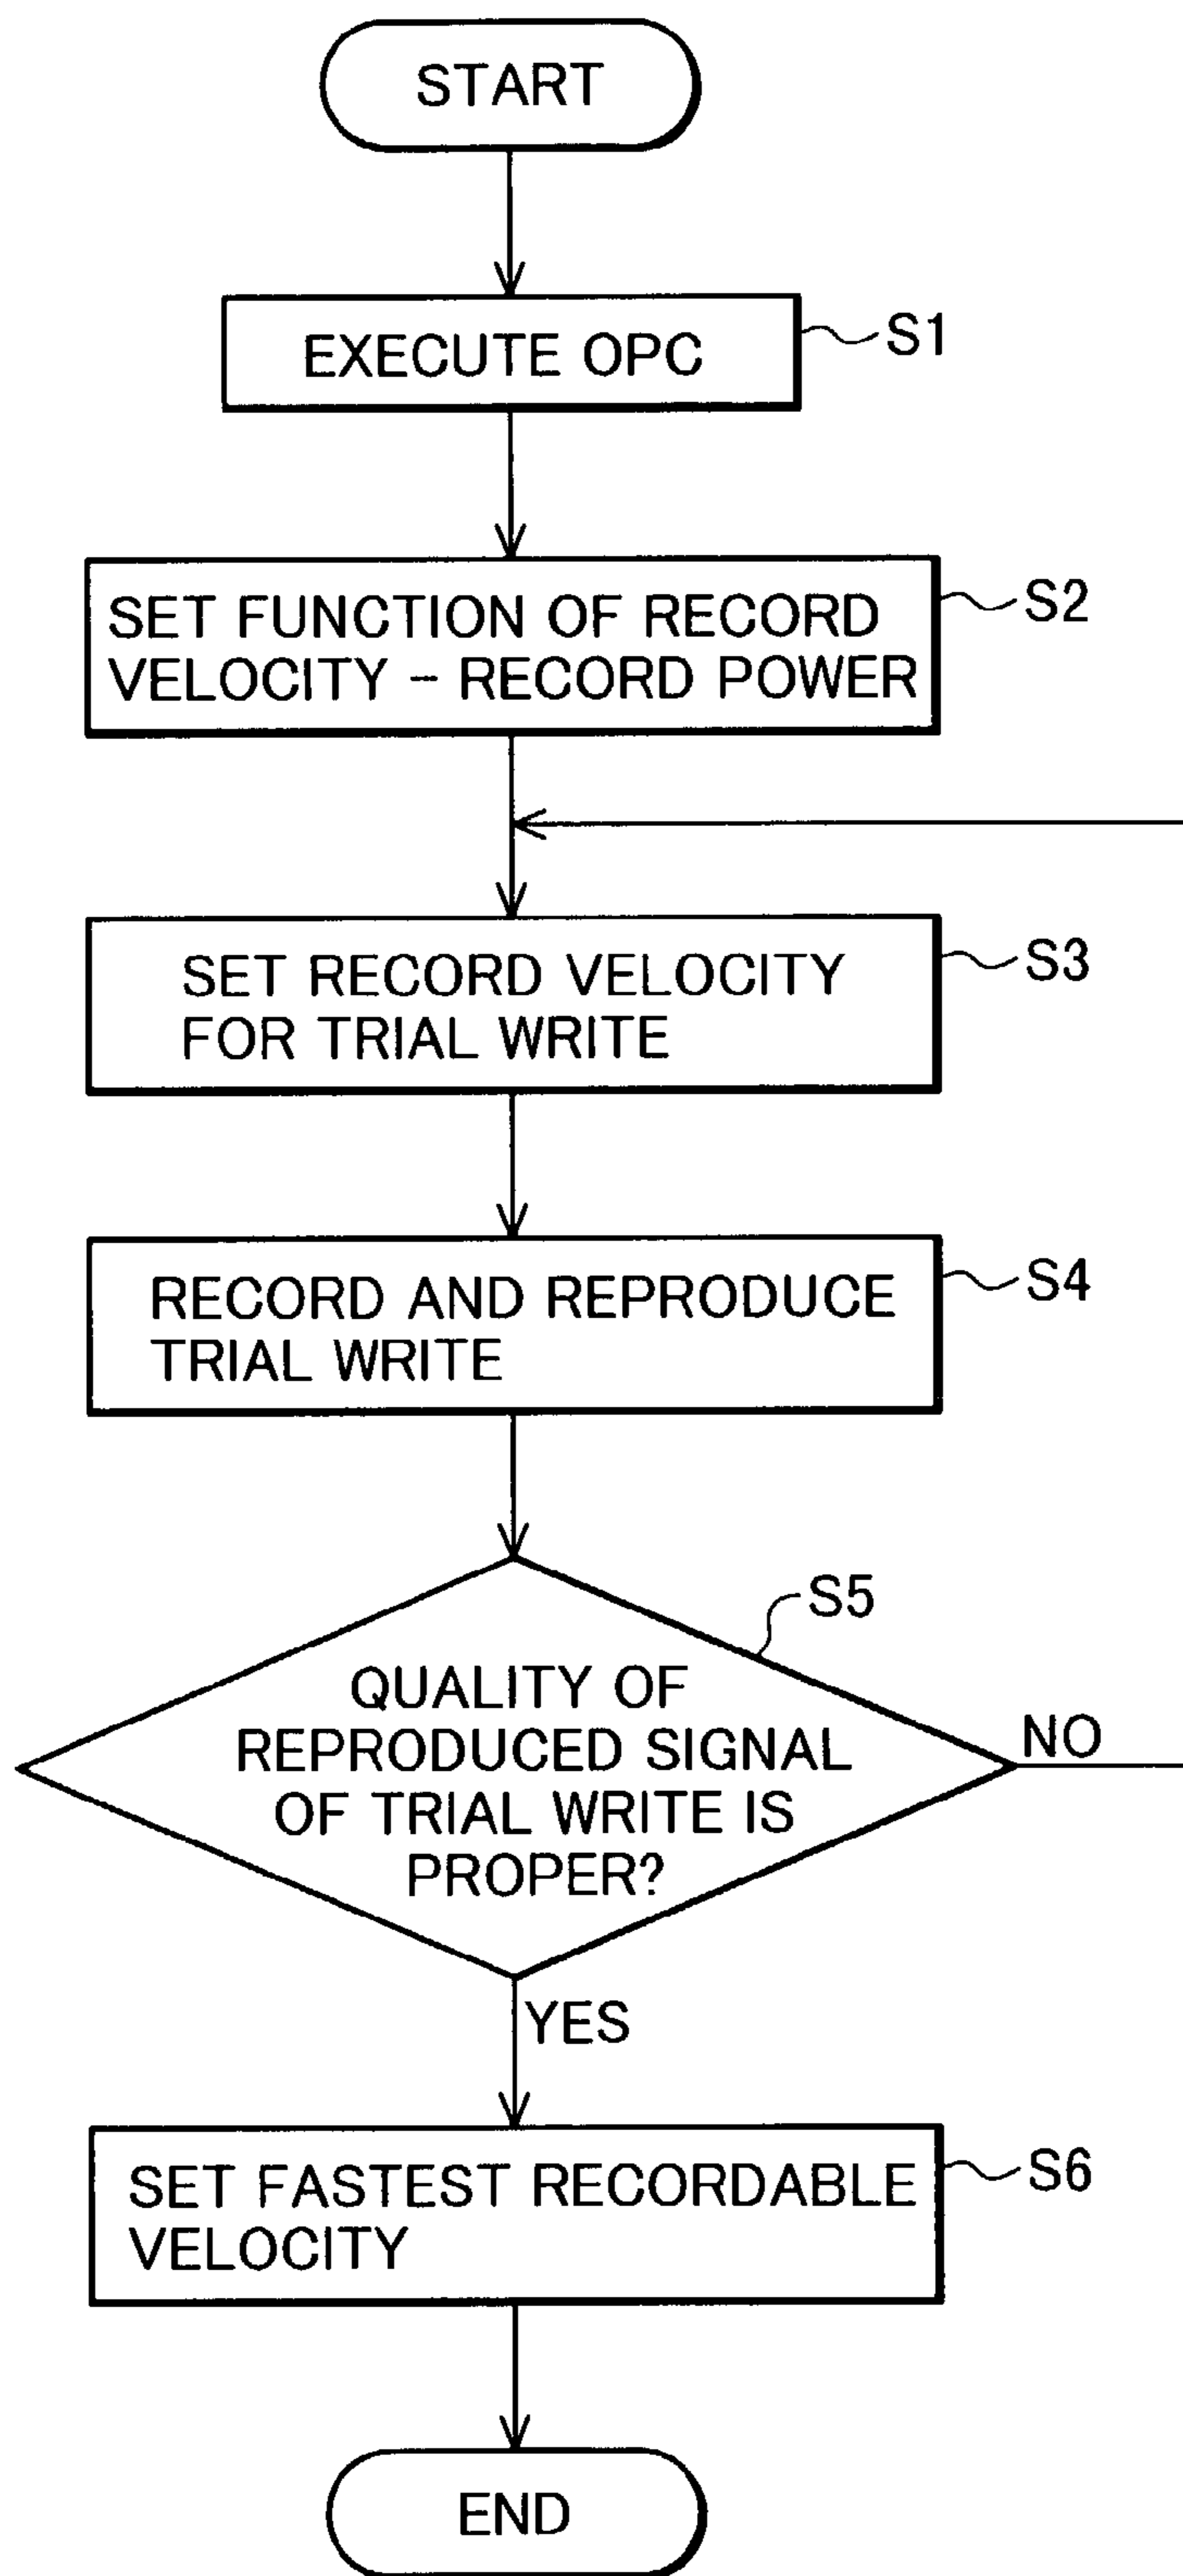 START
EXECUTE OPC
S1
SET FUNCTION OF RECORD
VELOCITY – RECORD POWER
S2
SET RECORD VELOCITY
FOR TRIAL WRITE
S3
RECORD AND REPRODUCE
TRIAL WRITE
S4
S5
QUALITY OF
REPRODUCED SIGNAL
OF TRIAL WRITE IS
PROPER?
NO
YES
SET FASTEST RECORDABLE
VELOCITY
S6
END